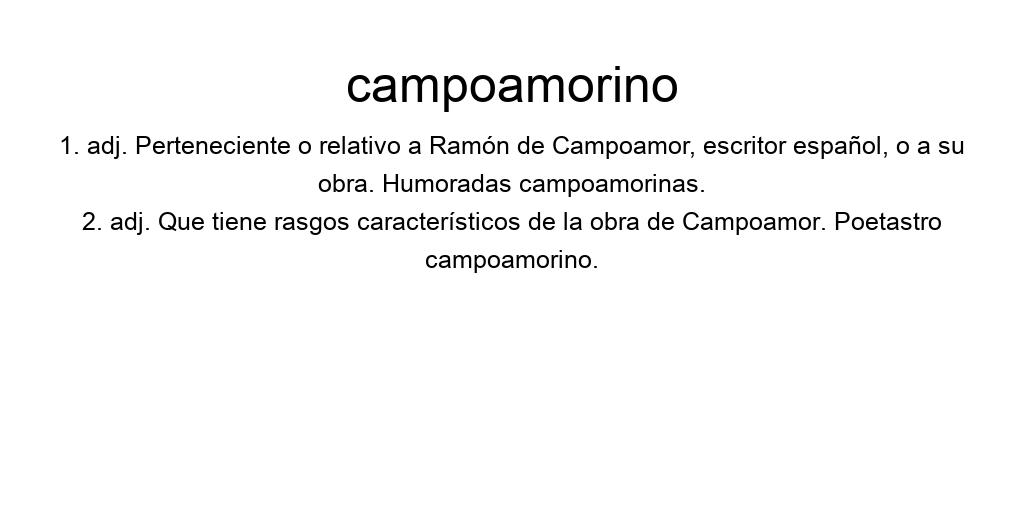 campoamorino
1. adj. Perteneciente o relativo a Ramón de Campoamor, escritor español, o a su
obra. Humoradas campoamorinas.
2. adj. Que tiene rasgos característicos de la obra de Campoamor. Poetastro
campoamorino.